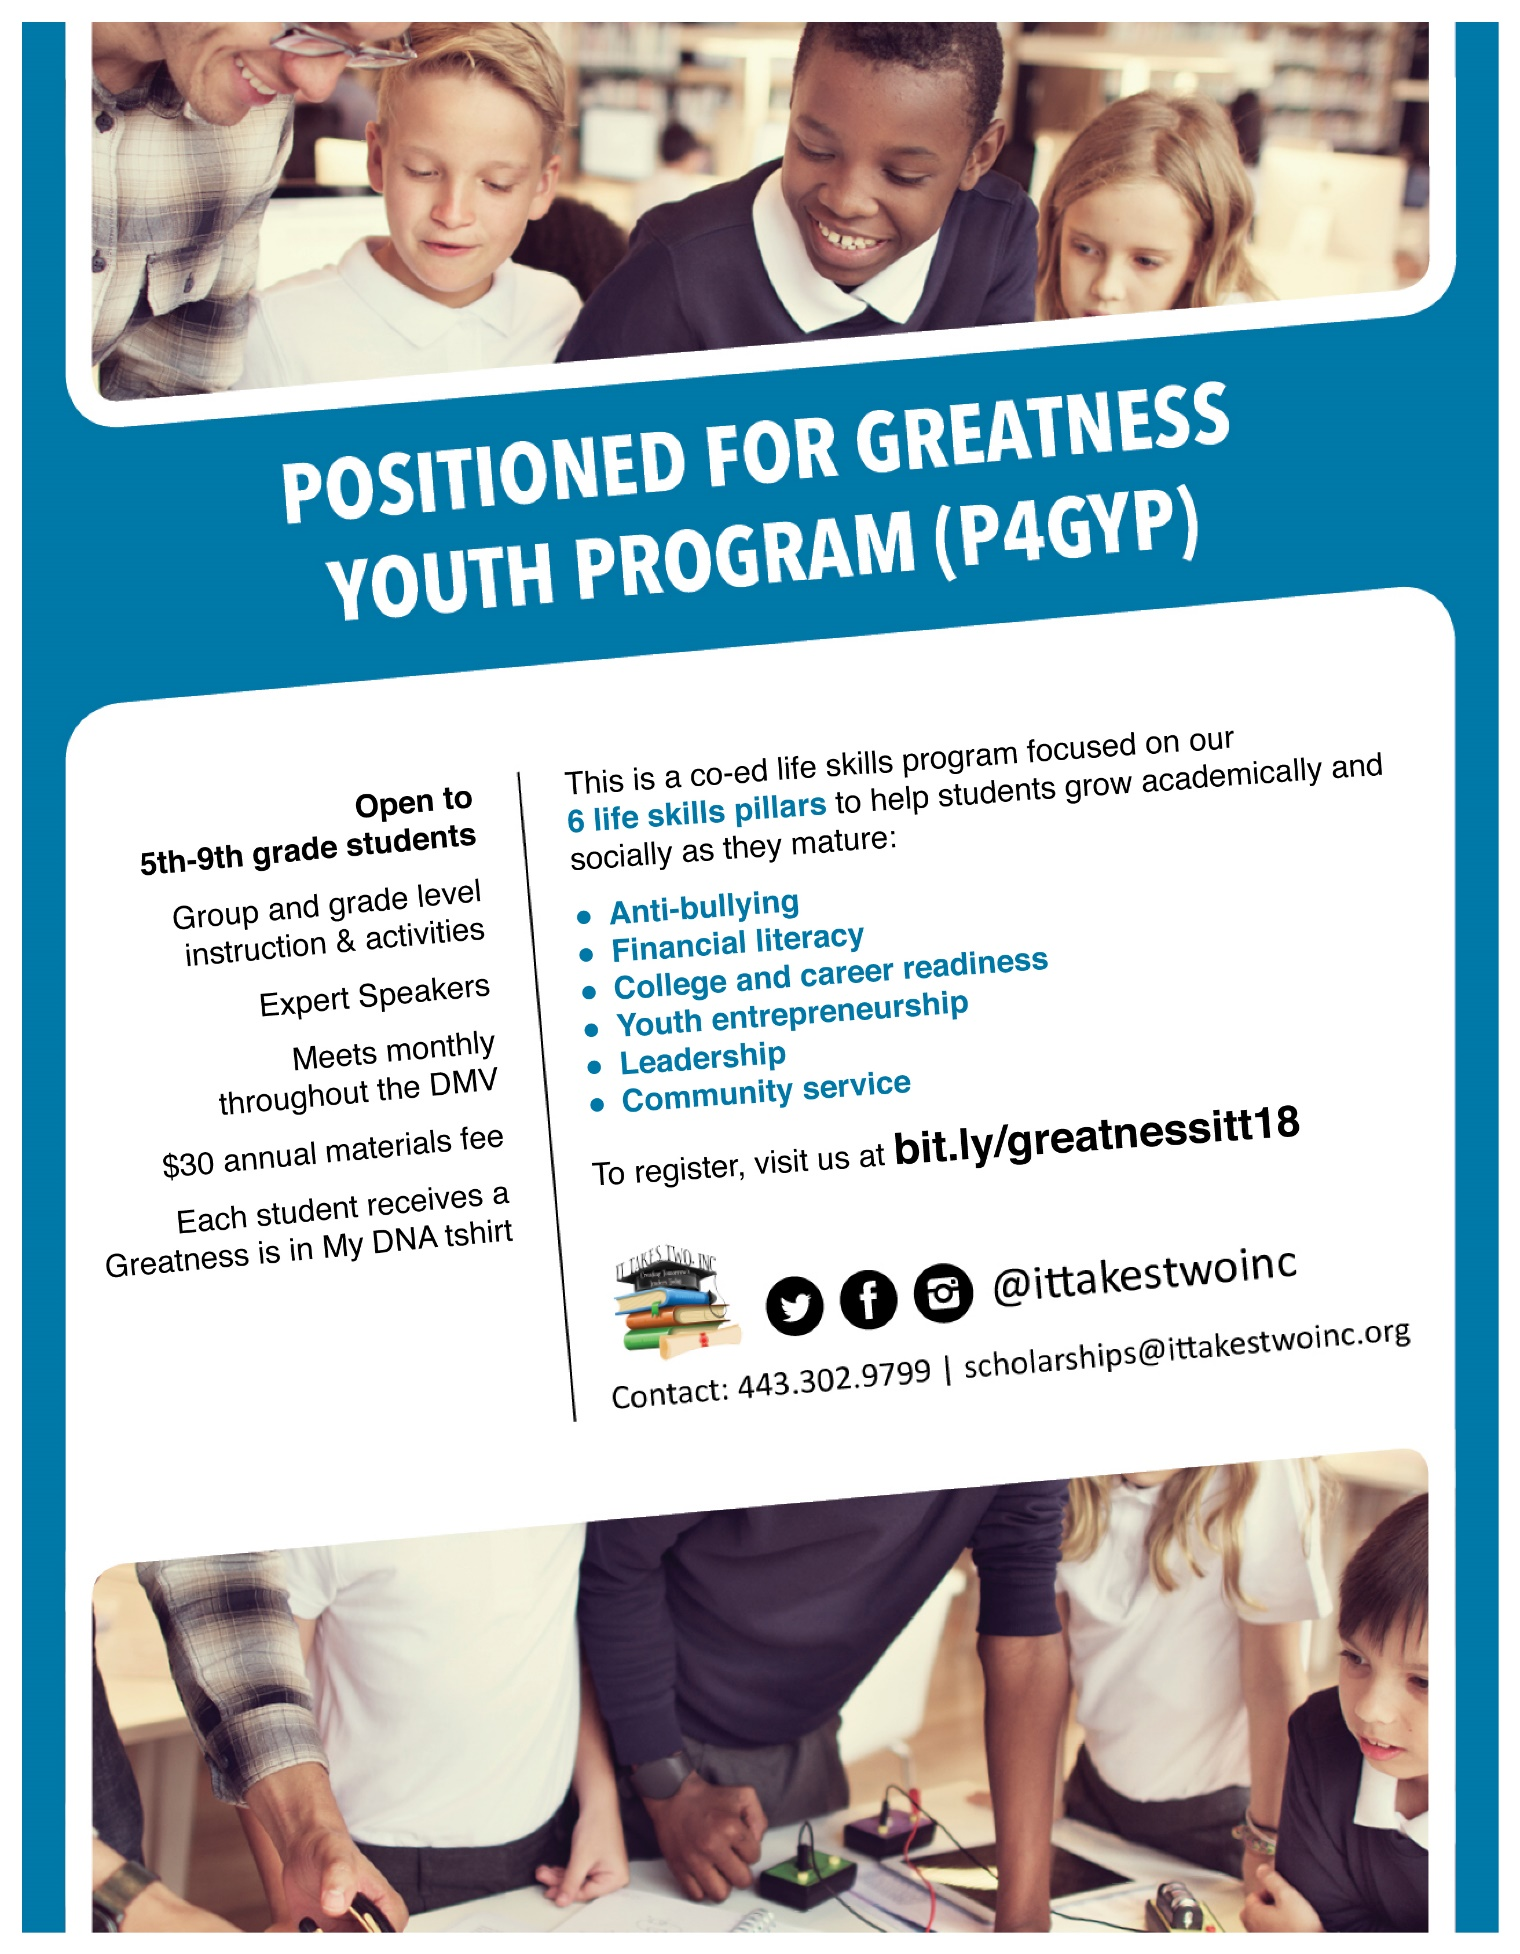 POSITIONED FOR GREATNESS
YOUTH PROGRAM (P4GYP)
Open to
5th-9th grade students
Group and grade level
instruction & activities
Expert Speakers
Meets monthly
throughout the DMV
$30 annual materials fee
Each student receives a
Greatness is in My DNA tshirt
This is a co-ed life skills program focused on our
6 life skills pillars to help students grow academically and
socially as they mature:
• Anti-bullying
• Financial literacy
• College and career readiness
• Youth entrepreneurship
• Leadership
• Community service
To register, visit us at bit.ly/greatnessitt18
IT TAKES TWO, INC
Creating Tomorrow's
Leaders Today
@ittakestwoinc
Contact: 443.302.9799 | scholarships@ittakestwoinc.org